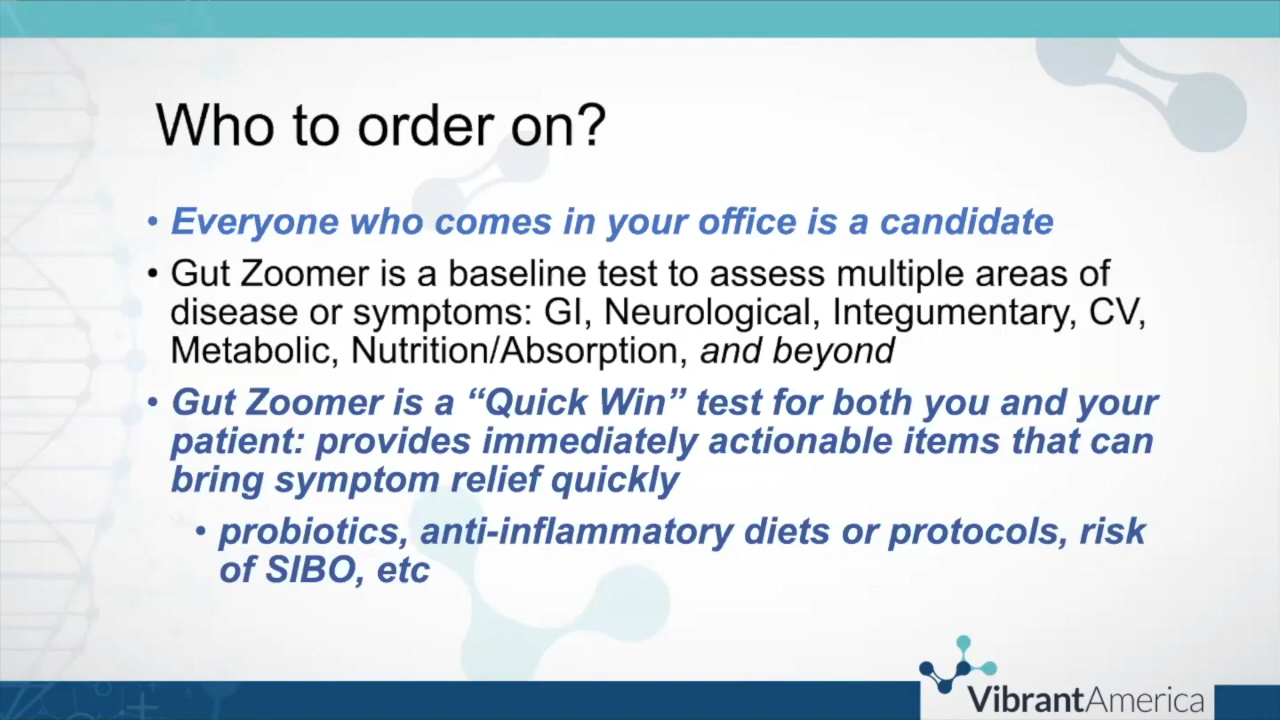 Who to order on?
• Everyone who comes in your office is a candidate
• Gut Zoomer is a baseline test to assess multiple areas of
disease or symptoms: GI, Neurological, Integumentary, CV,
Metabolic, Nutrition/Absorption, and beyond
• Gut Zoomer is a “Quick Win” test for both you and your
patient: provides immediately actionable items that can
bring symptom relief quickly
• probiotics, anti-inflammatory diets or protocols, risk
of SIBO, etc
VibrantAmerica